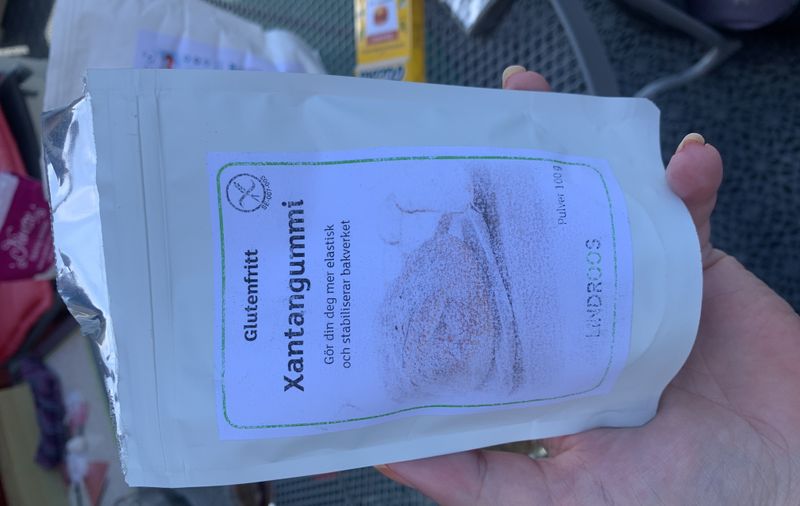 Glutenfritt
Xantangummi
Gör din deg mer elastisk
och stabiliserar bakverket
Pulver 100 g
LINDROOS